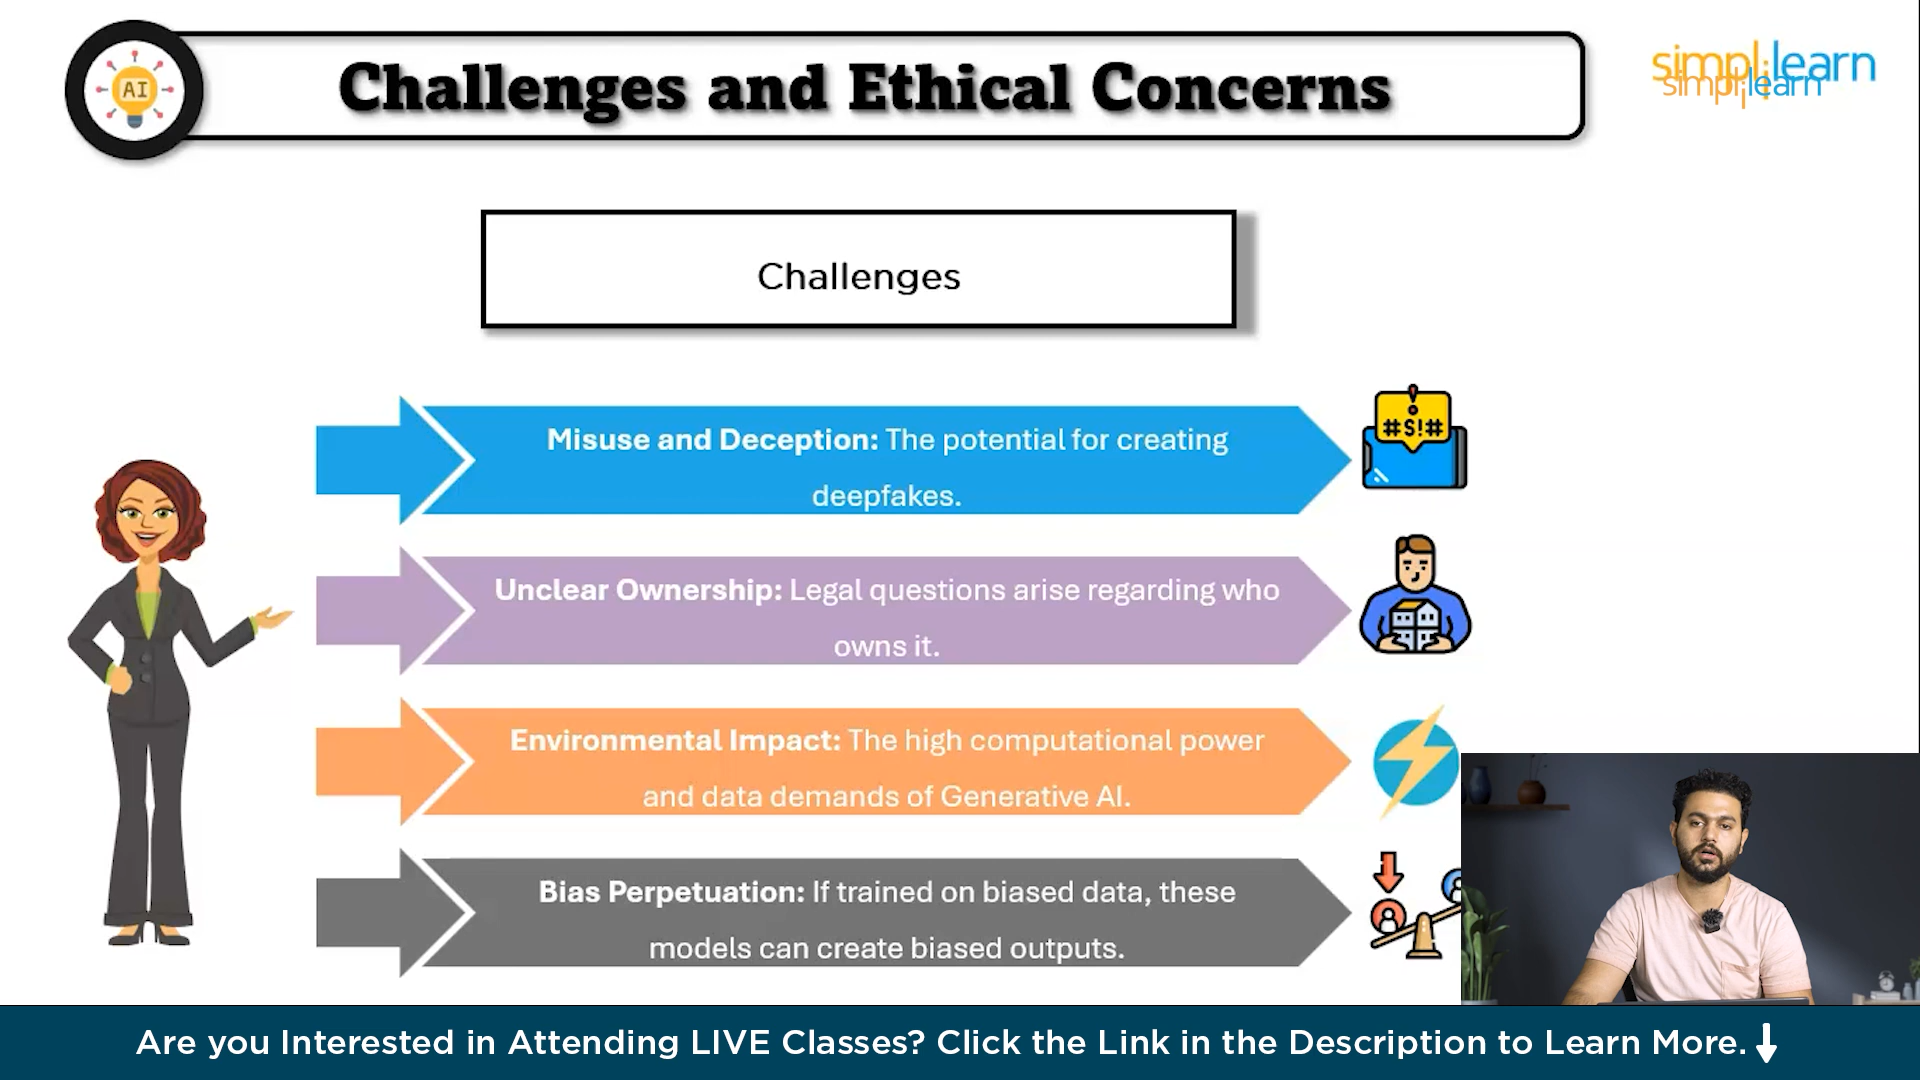 AI
Challenges and Ethical Concerns
simplilearn
simplilearn
Challenges
Misuse and Deception: The potential for creating
deepfakes.
#$!#
Unclear Ownership: Legal questions arise regarding who
owns it.
Environmental Impact: The high computational power
and data demands of Generative AI.
Bias Perpetuation: If trained on biased data, these
models can create biased outputs.
Are you Interested in Attending LIVE Classes? Click the Link in the Description to Learn More.